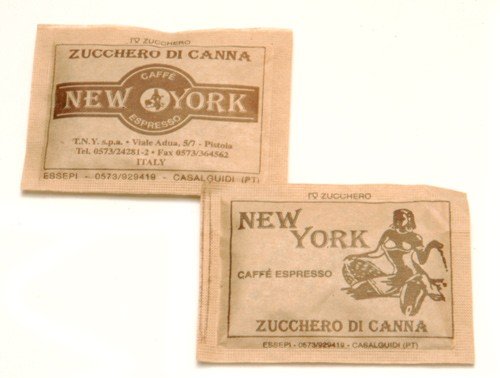 I♡ ZUCCHERO
ZUCCHERO DI CANNA
CAFFÈ
NEW YORK
ESPRESSO
T.N.Y. s.p.a. • Viale Adua, 5/7 - Pistoia
Tel. 0573/24281-2 • Fax 0573/364562
ITALY
ESSEPI - 0573/929419 - CASALGUIDI (PT)
I♡ ZUCCHERO
NEW
YORK
CAFFÈ ESPRESSO
ZUCCHERO DI CANNA
ESSEPI - 0573/929419 - CASALGUIDI (PT)